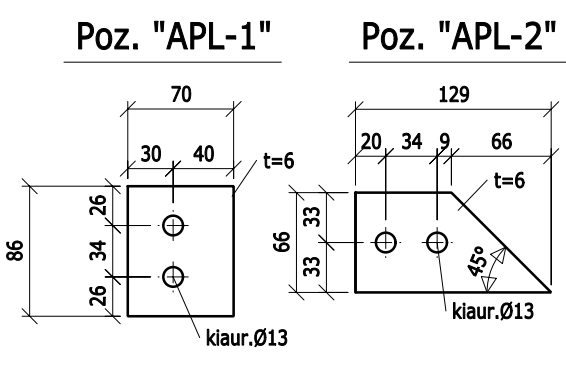 Poz. "APL-1"
70
30 40
t=6
86
26
34
26
kiaur.Ø13
Poz. "APL-2"
129
20 34 9 66
t=6
66
33
33
45°
kiaur.Ø13